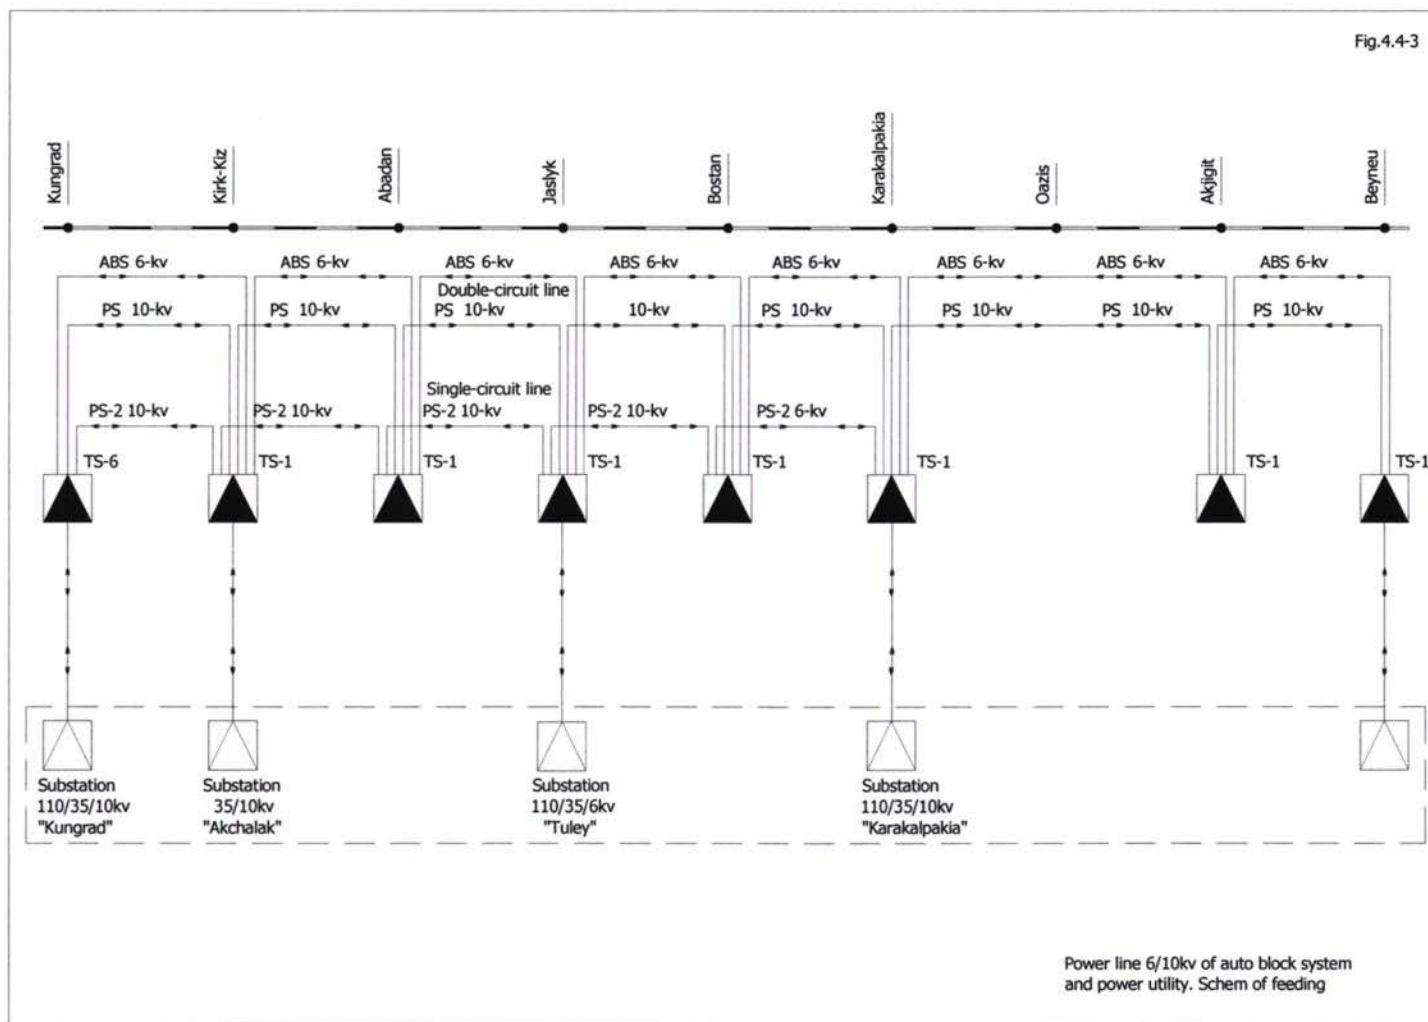 Fig.4.4-3
Kungrad
Kirk-Kiz
Abadan
Jaslyk
Bostan
Karakalpakia
Oazis
Akjigit
Beyneu
ABS 6-kv
ABS 6-kv
ABS 6-kv
ABS 6-kv
ABS 6-kv
ABS 6-kv
ABS 6-kv
ABS 6-kv
Double-circuit line
PS 10-kv
PS 10-kv
PS 10-kv
10-kv
PS 10-kv
PS 10-kv
PS 10-kv
PS 10-kv
Single-circuit line
PS-2 10-kv
PS-2 10-kv
PS-2 10-kv
PS-2 10-kv
PS-2 6-kv
TS-6
TS-1
TS-1
TS-1
TS-1
TS-1
TS-1
TS-1
Substation
110/35/10kv
"Kungrad"
Substation
35/10kv
"Akchalak"
Substation
110/35/6kv
"Tuley"
Substation
110/35/10kv
"Karakalpakia"
Power line 6/10kv of auto block system
and power utility. Schem of feeding